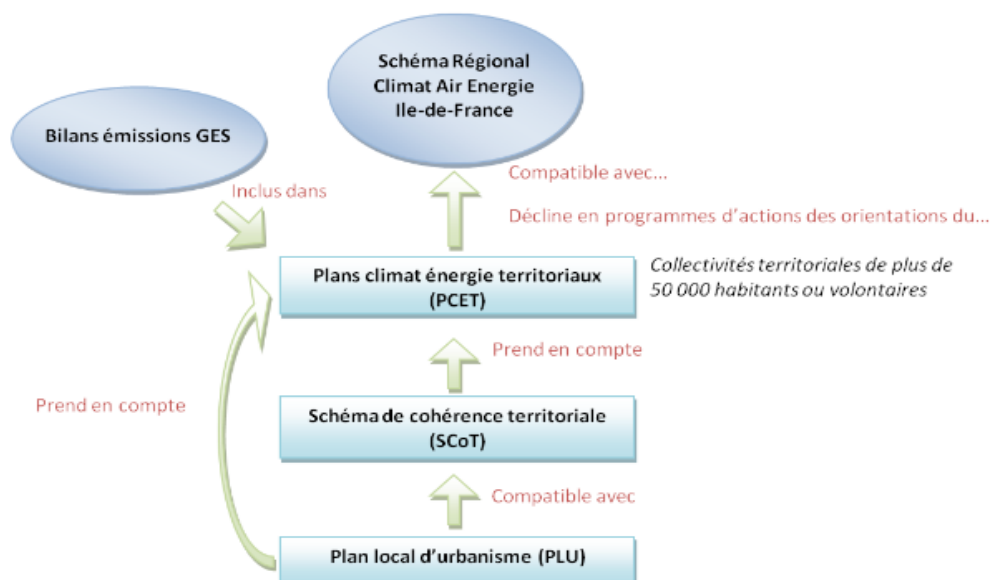 Schéma Régional
Climat Air Energie
Ile-de-France
Bilans émissions GES
Inclus dans
Compatible avec...
Décline en programmes d'actions des orientations du...
Plans climat énergie territoriaux
(PCET)
Collectivités territoriales de plus de
50 000 habitants ou volontaires
Prend en compte
Prend en compte
Schéma de cohérence territoriale
(SCoT)
Compatible avec
Plan local d'urbanisme (PLU)